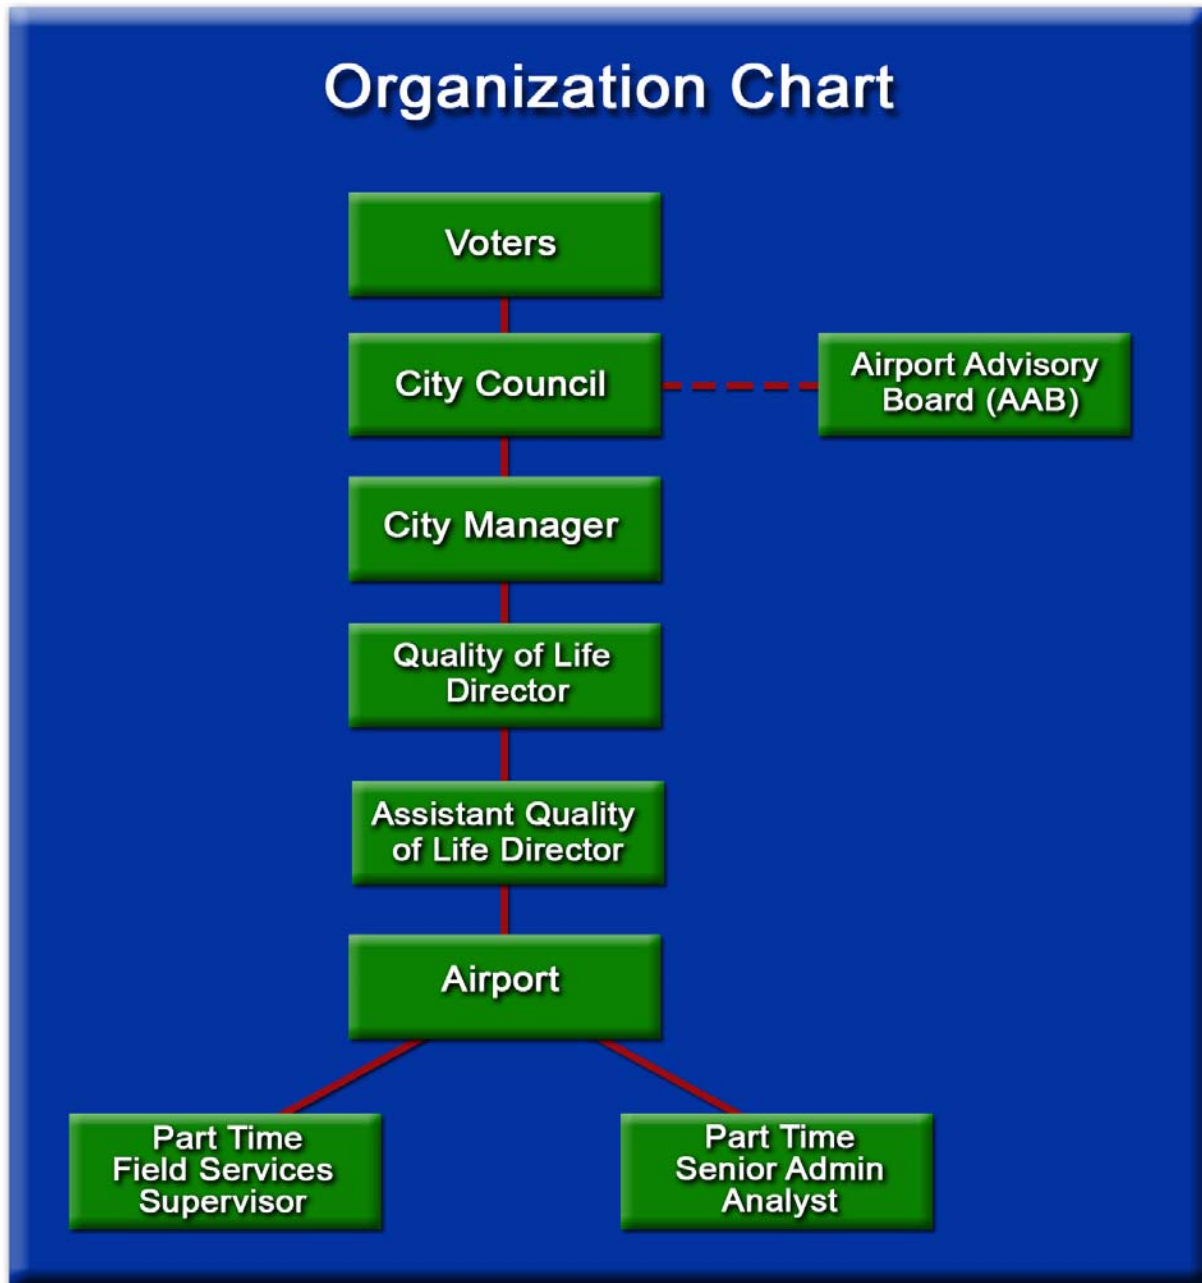 Organization Chart
Voters
City Council
Airport Advisory
Board (AAB)
City Manager
Quality of Life
Director
Assistant Quality
of Life Director
Airport
Part Time
Field Services
Supervisor
Part Time
Senior Admin
Analyst